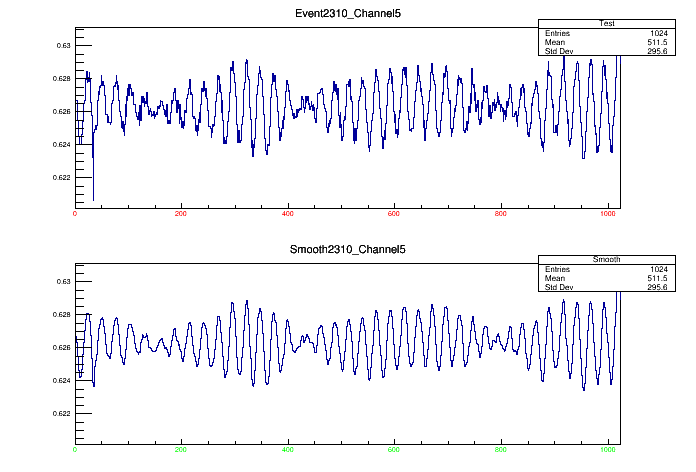 Event2310_Channel5
Test
Entries 1024
Mean 511.5
Std Dev 295.6
0.63
0.628
0.626
0.624
0.622
0 200 400 600 800 1000
Smooth2310_Channel5
Smooth
Entries 1024
Mean 511.5
Std Dev 295.6
0.63
0.628
0.626
0.624
0.622
0 200 400 600 800 1000